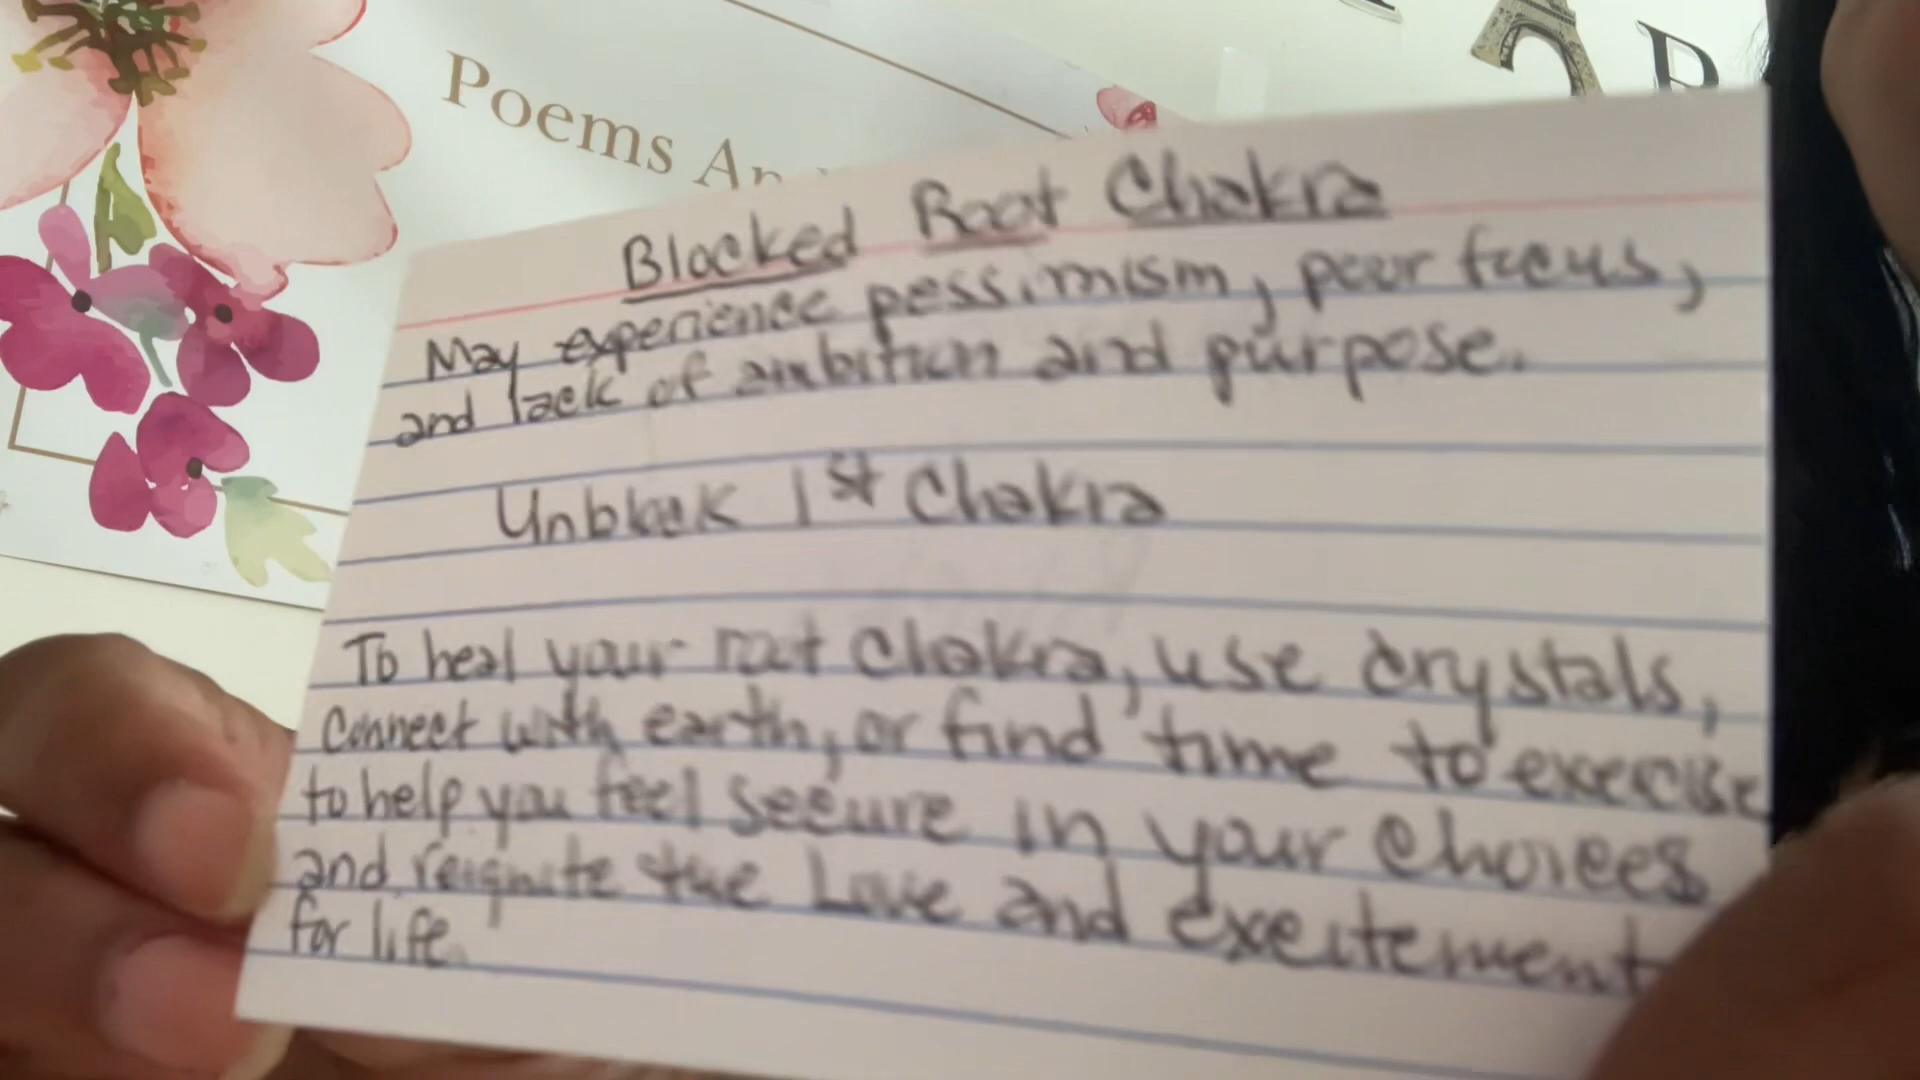 Poems An
P
Blocked Root Chakra
May experience pessimism, poor focus,
and lack of ambition and purpose.
Unblock 1st Chakra
To heal your root Chakra, use crystals,
Connect with earth, or find time to exercise
to help you feel secure in your choices
and reignite the Love and excitement
for life.